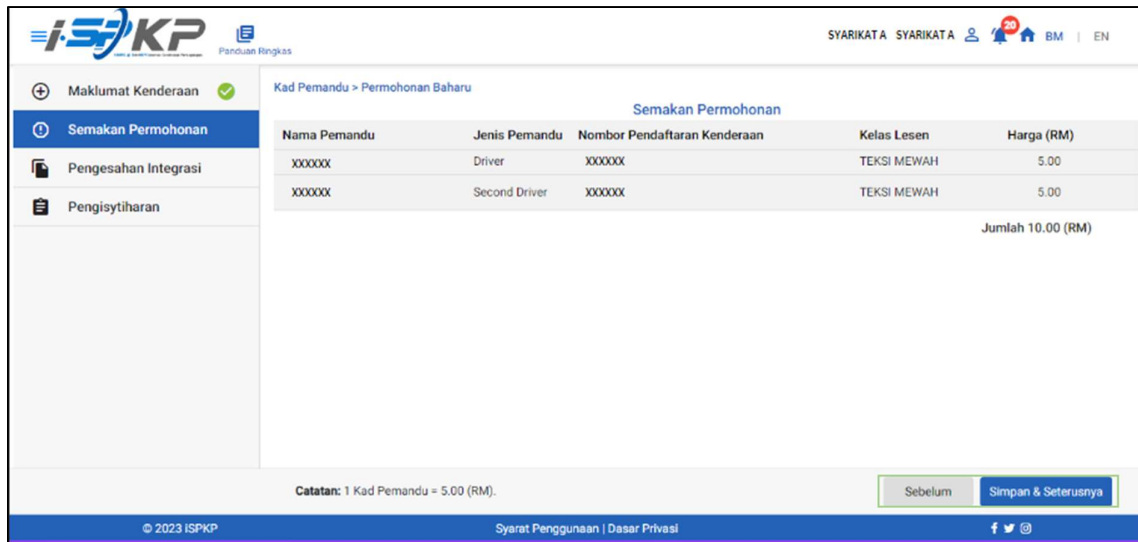 i.SPKP
Panduan Ringkas
SYARIKAT A SYARIKAT A 20 BM | EN
Maklumat Kenderaan
Semakan Permohonan
Pengesahan Integrasi
Pengisytiharan
Kad Pemandu > Permohonan Baharu
Semakan Permohonan
Nama Pemandu Jenis Pemandu Nombor Pendaftaran Kenderaan Kelas Lesen Harga (RM)
XXXXXX Driver XXXXXX TEKSI MEWAH 5.00
XXXXXX Second Driver XXXXXX TEKSI MEWAH 5.00
Jumlah 10.00 (RM)
Catatan: 1 Kad Pemandu = 5.00 (RM).
Sebelum Simpan & Seterusnya
© 2023 iSPKP Syarat Penggunaan | Dasar Privasi